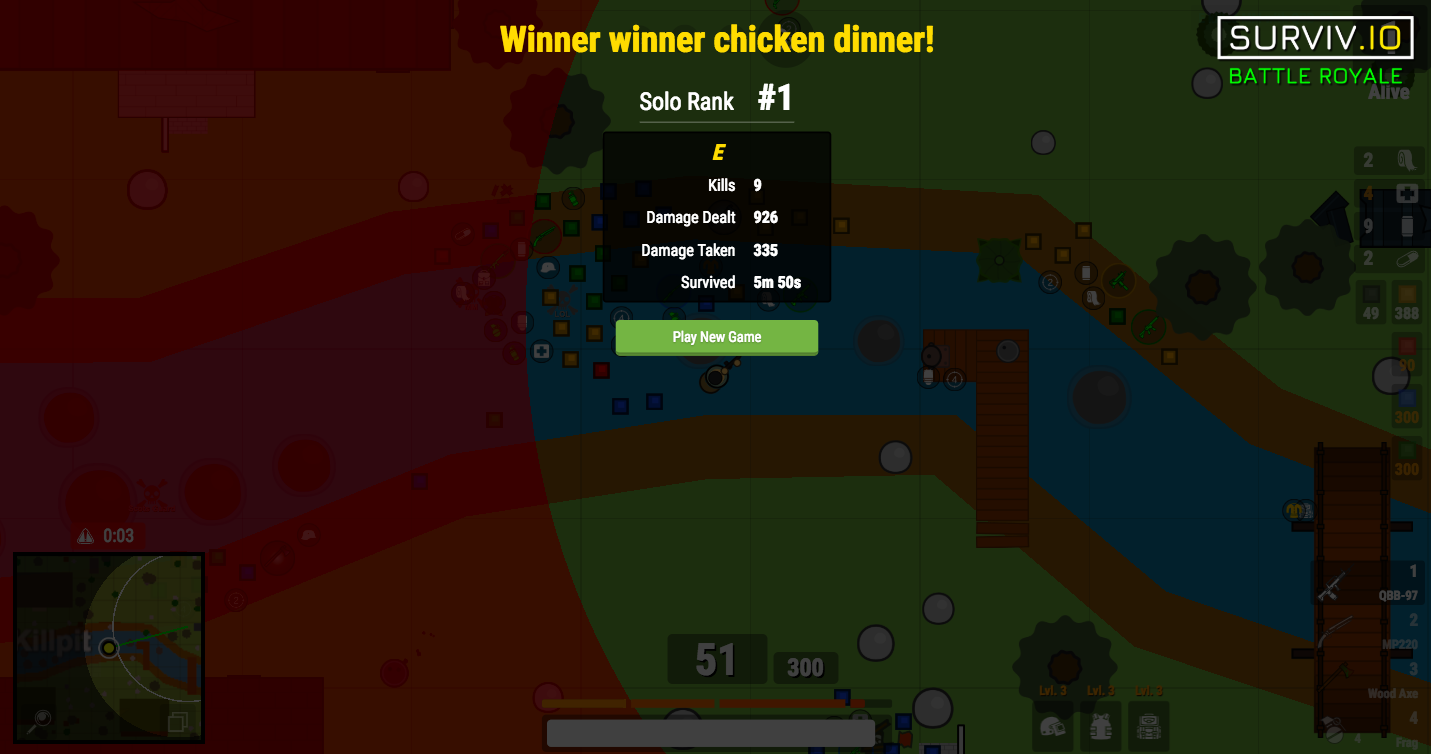 Winner winner chicken dinner!
SURVIV.IO
BATTLE ROYALE
Solo Rank #1
Alive
E
Kills 9
Damage Dealt 926
Damage Taken 335
Survived 5m 50s
Play New Game
2
4
9
2
49 388
90
300
300
0:03
Killpit
51 300
1
QBB-97
2
MP220
3
Wood Axe
4
4 Frag
Lvl. 3 Lvl. 3 Lvl. 3